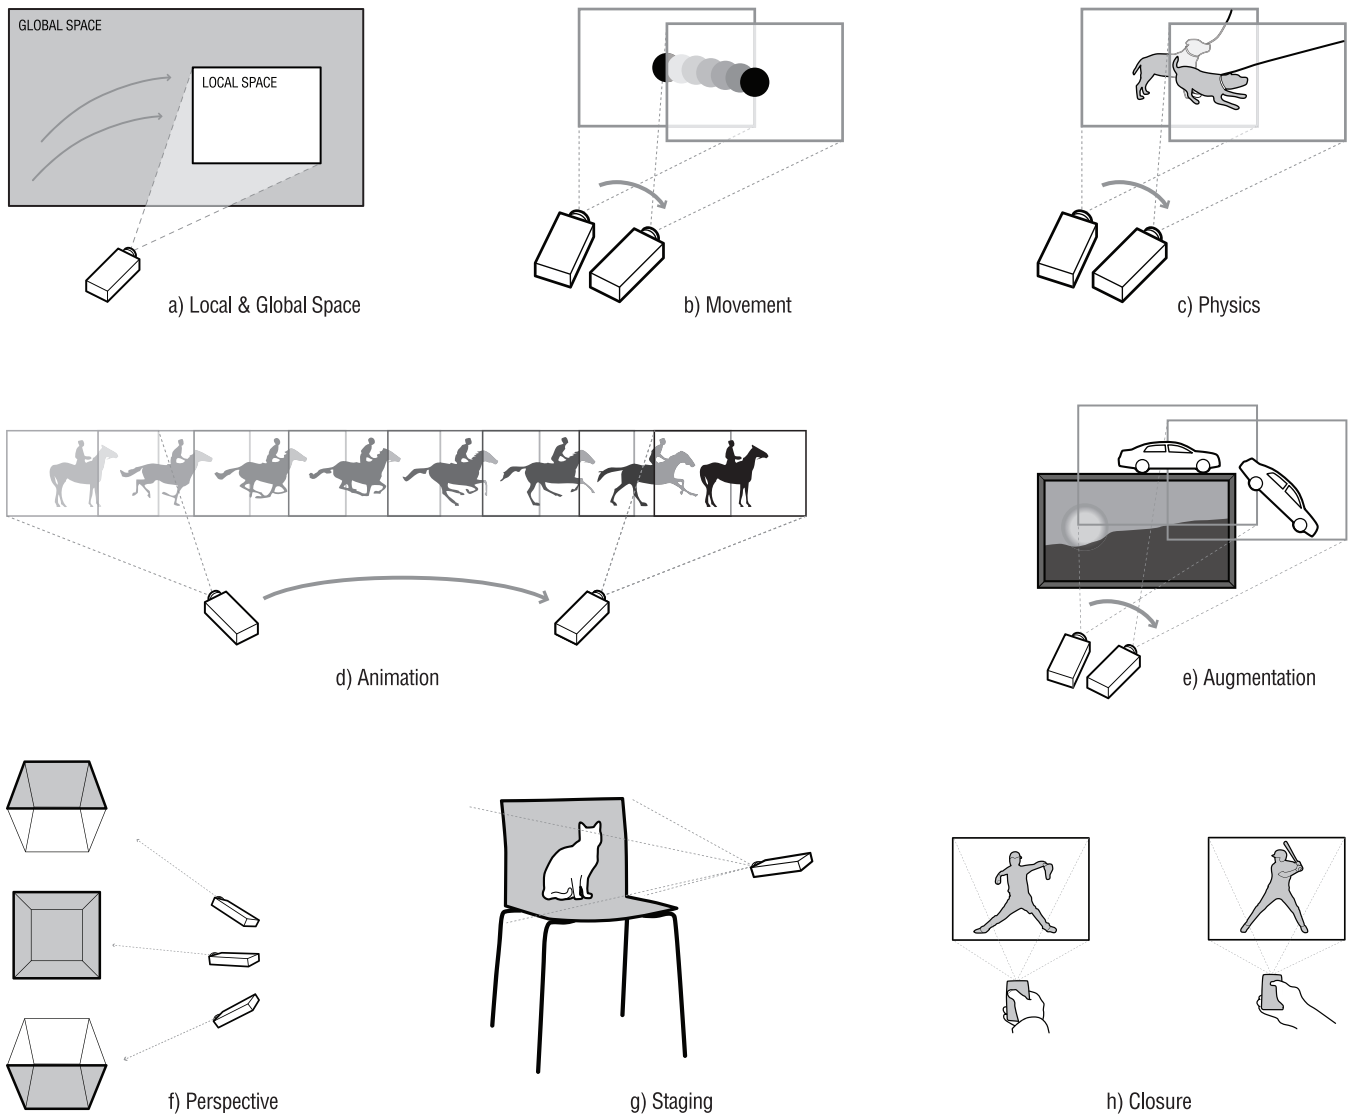 GLOBAL SPACE
LOCAL SPACE
a) Local & Global Space
b) Movement
c) Physics
d) Animation
e) Augmentation
f) Perspective
g) Staging
h) Closure